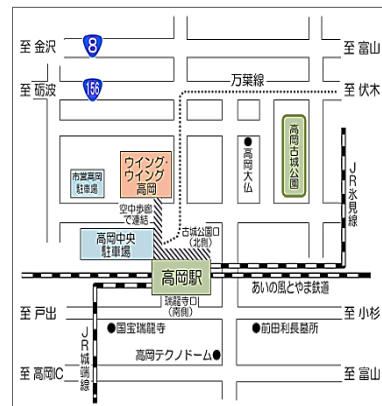 至 金沢
8
至 富山
至 砺波
156
万葉線
至 伏木
高岡古城公園
高岡大仏
JR氷見線
ウイング・
ウイング
高岡
市営高岡
駐車場
空中歩廊
で連結
古城公園口
(北側)
高岡中央
駐車場
高岡駅
あいの風とやま鉄道
瑞龍寺口
(南側)
至 戸出
至 小杉
国宝瑞龍寺
前田利長墓所
JR城端線
高岡テクノドーム
至 高岡IC
至 富山